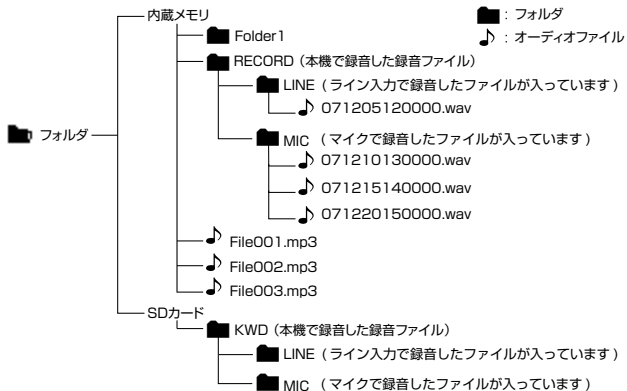 内蔵メモリ
: フォルダ
Folder1
: オーディオファイル
RECORD（本機で録音した録音ファイル）
LINE (ライン入力で録音したファイルが入っています)
071205120000.wav
フォルダ
MIC (マイクで録音したファイルが入っています)
071210130000.wav
071215140000.wav
071220150000.wav
File001.mp3
File002.mp3
File003.mp3
SDカード
KWD（本機で録音した録音ファイル）
LINE (ライン入力で録音したファイルが入っています)
MIC (マイクで録音したファイルが入っています)